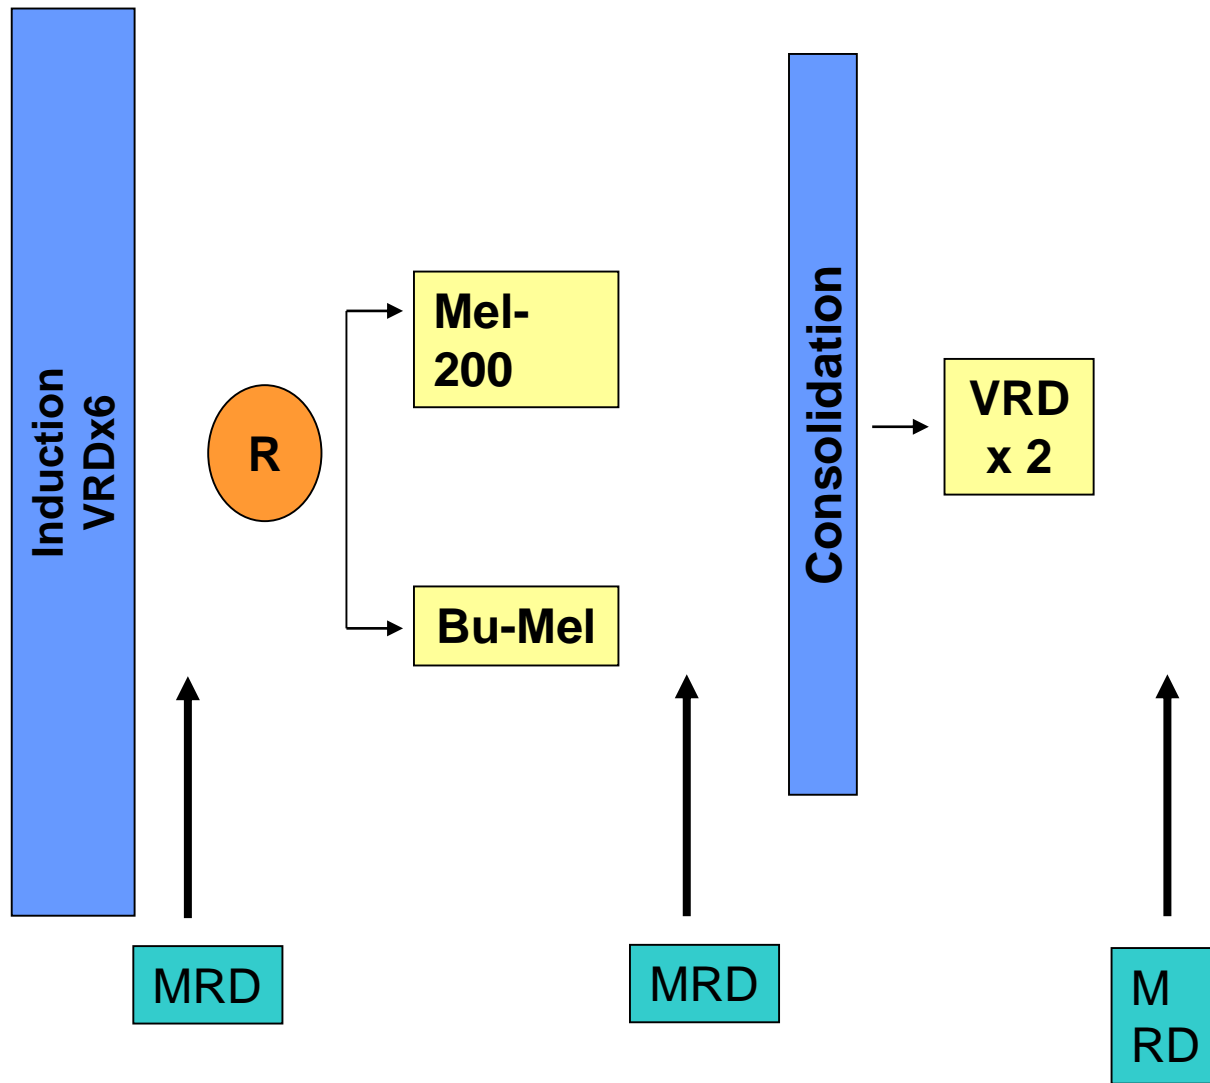 Induction
VRDx6
R
Mel-
200
Bu-Mel
Consolidation
VRD
x 2
MRD
MRD
M
RD